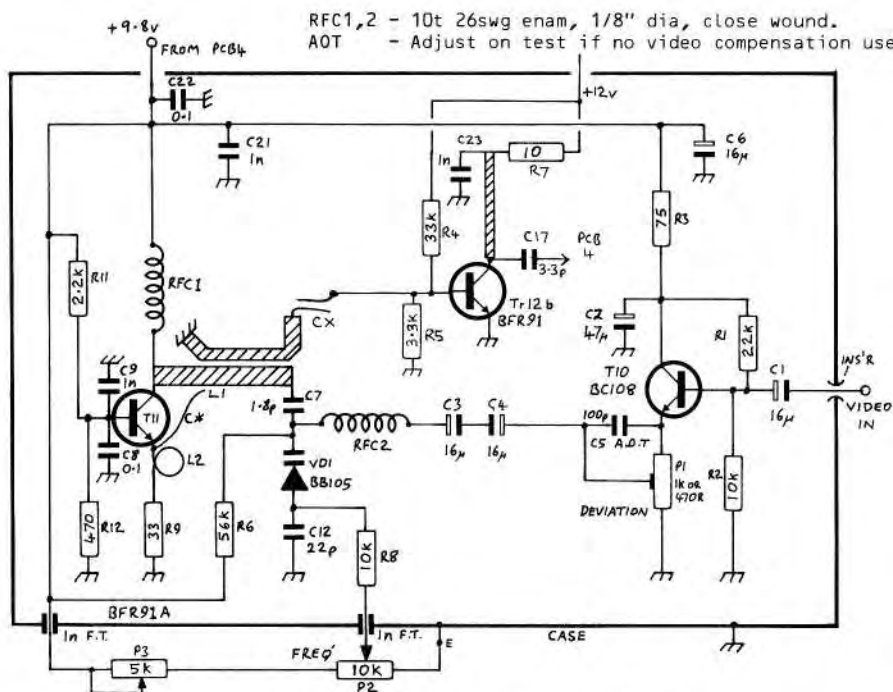 RFC1,2 - 10t 26swg enam, 1/8" dia, close wound.
AOT - Adjust on test if no video compensation use
+9·8v
FROM PCB4
C22
0·1
+12v
C21
1n
C23
1n
10
R7
C6
16μ
75
R3
33k
R4
C17
3·3p
PCB
4
2·2k
R11
RFC1
CX
Tr12b
BFR91
3.3k
R5
C2
47μ
R1
22k
C1
16μ
INS'R
VIDEO
IN
T10
BC108
C9
1n
L1
C*
C7
1·8p
T11
C8
0·1
L2
RFC2
C3
16μ
C4
16μ
100p
C5
A.O.T
VD1
BB105
P1
1k OR
470R
DEVIATION
R2
10k
470
R12
33
R9
56k
R6
C12
22p
10k
R8
BFR91A
1n F.T.
1n F.T.
E
CASE
P3
5k
FREQ'
10k
P2